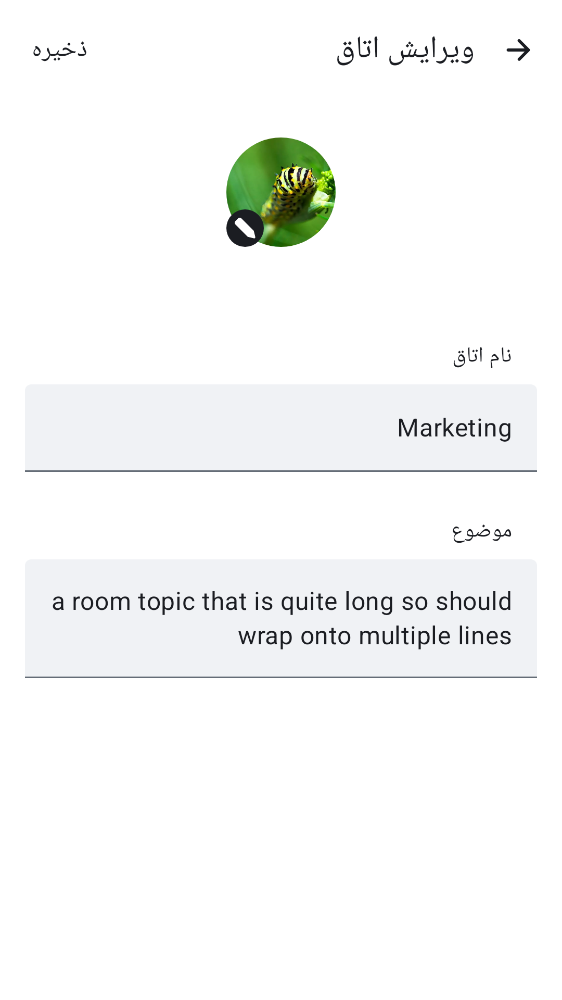 ویرایش اتاق
ذخیره
نام اتاق
Marketing
موضوع
a room topic that is quite long so should
wrap onto multiple lines